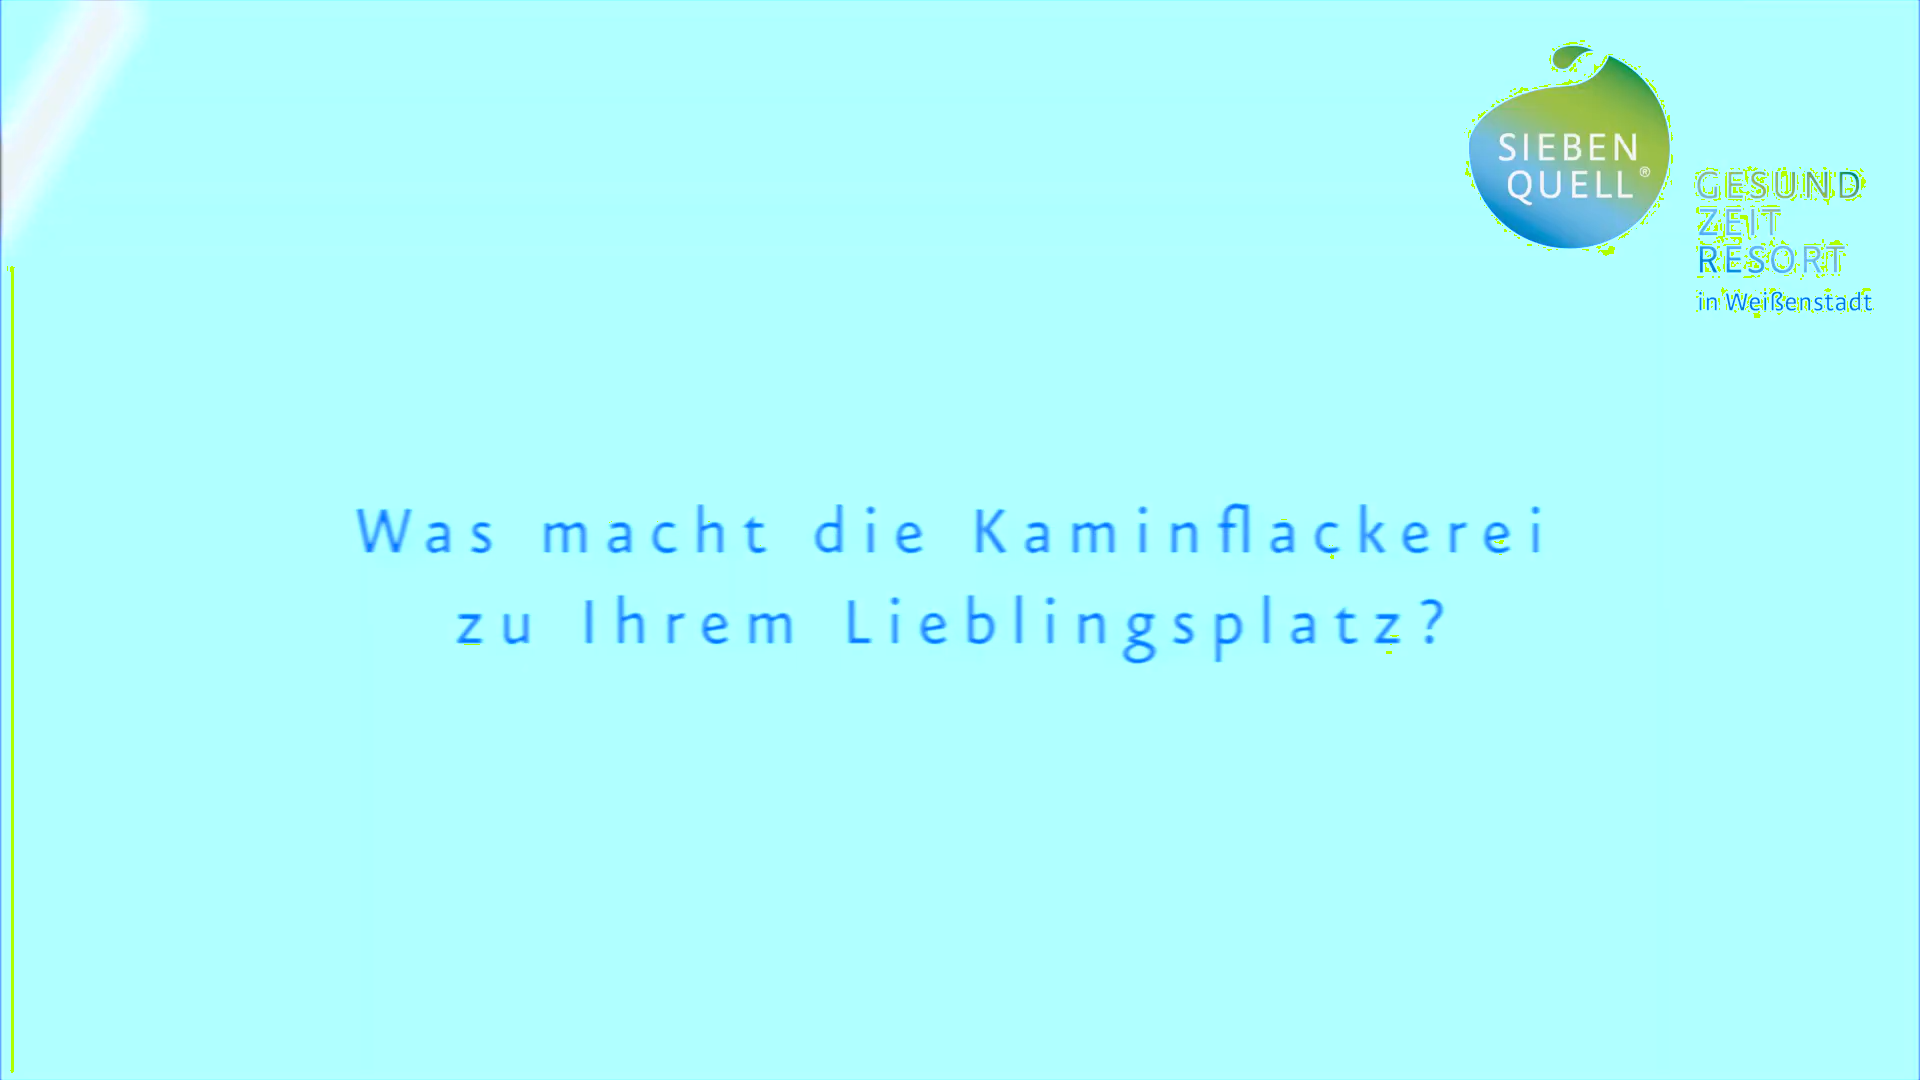 SIEBEN
QUELL®
GESUND
ZEIT
RESORT
in Weißenstadt
Was macht die Kaminflackerei
zu Ihrem Lieblingsplatz?